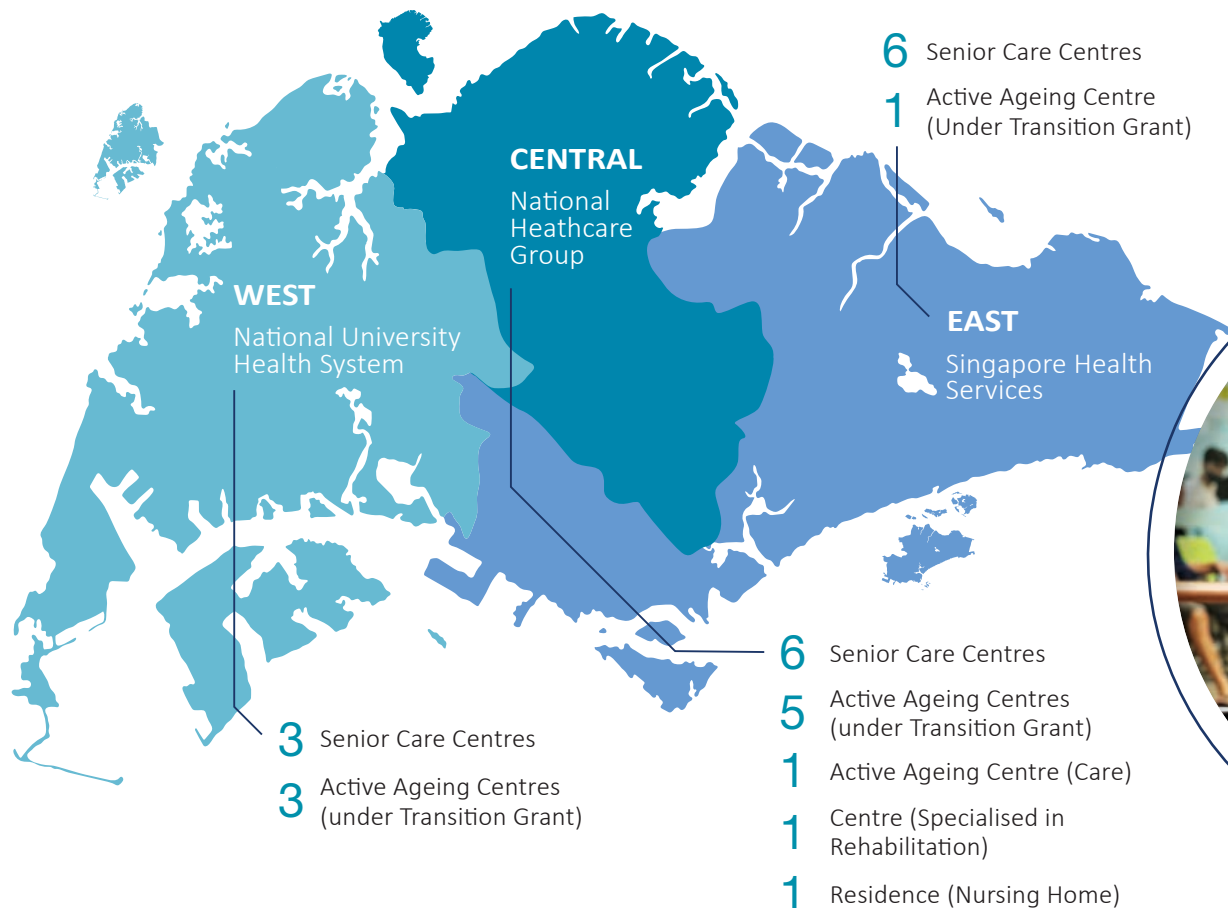 6 Senior Care Centres
1 Active Ageing Centre
(Under Transition Grant)
CENTRAL
National
Heathcare
Group
WEST
National University
Health System
EAST
Singapore Health
Services
3 Senior Care Centres
3 Active Ageing Centres
(under Transition Grant)
6 Senior Care Centres
5 Active Ageing Centres
(under Transition Grant)
1 Active Ageing Centre (Care)
1 Centre (Specialised in
Rehabilitation)
1 Residence (Nursing Home)